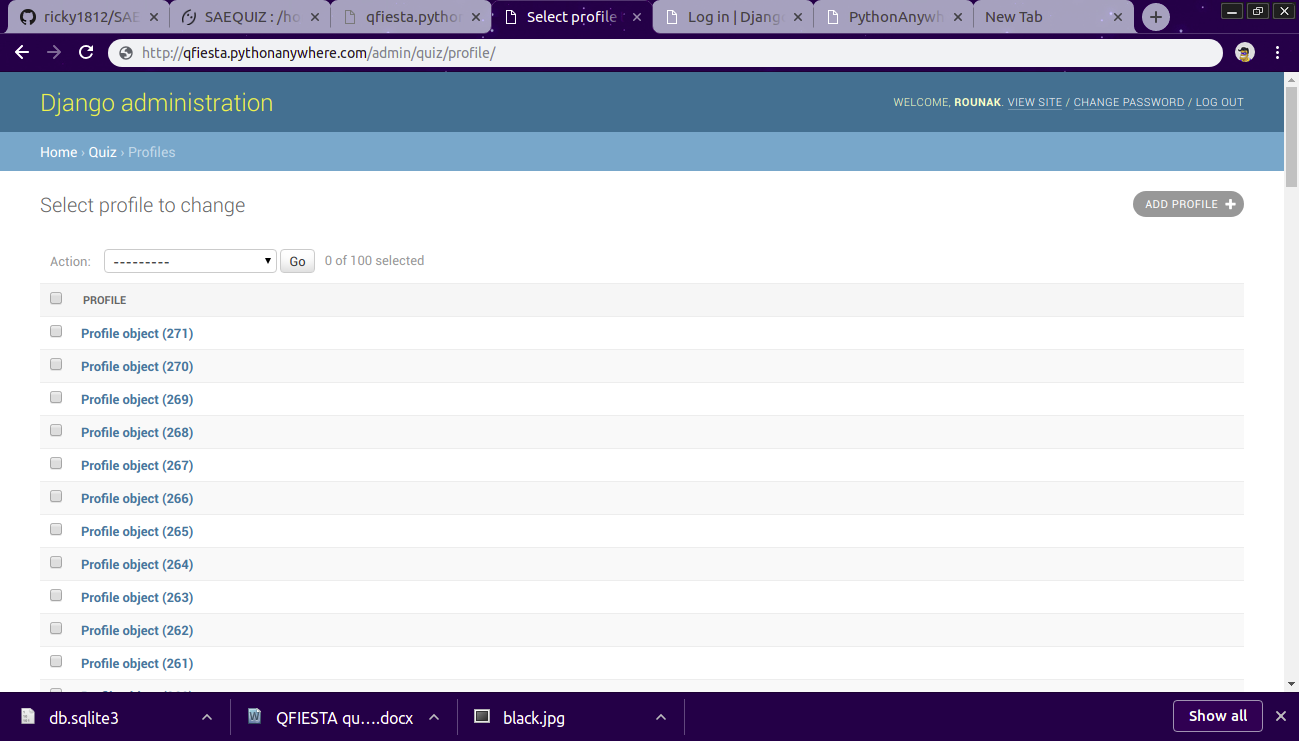 ricky1812/SAE
SAEQUIZ : /ho
qfiesta.python
Select profile
Log in | Djang
PythonAnywh
New Tab
http://qfiesta.pythonanywhere.com/admin/quiz/profile/
Django administration
WELCOME, ROUNAK. VIEW SITE / CHANGE PASSWORD / LOG OUT
Home › Quiz › Profiles
Select profile to change
ADD PROFILE +
Action: --------- Go 0 of 100 selected
PROFILE
Profile object (271)
Profile object (270)
Profile object (269)
Profile object (268)
Profile object (267)
Profile object (266)
Profile object (265)
Profile object (264)
Profile object (263)
Profile object (262)
Profile object (261)
db.sqlite3
QFIESTA qu....docx
black.jpg
Show all